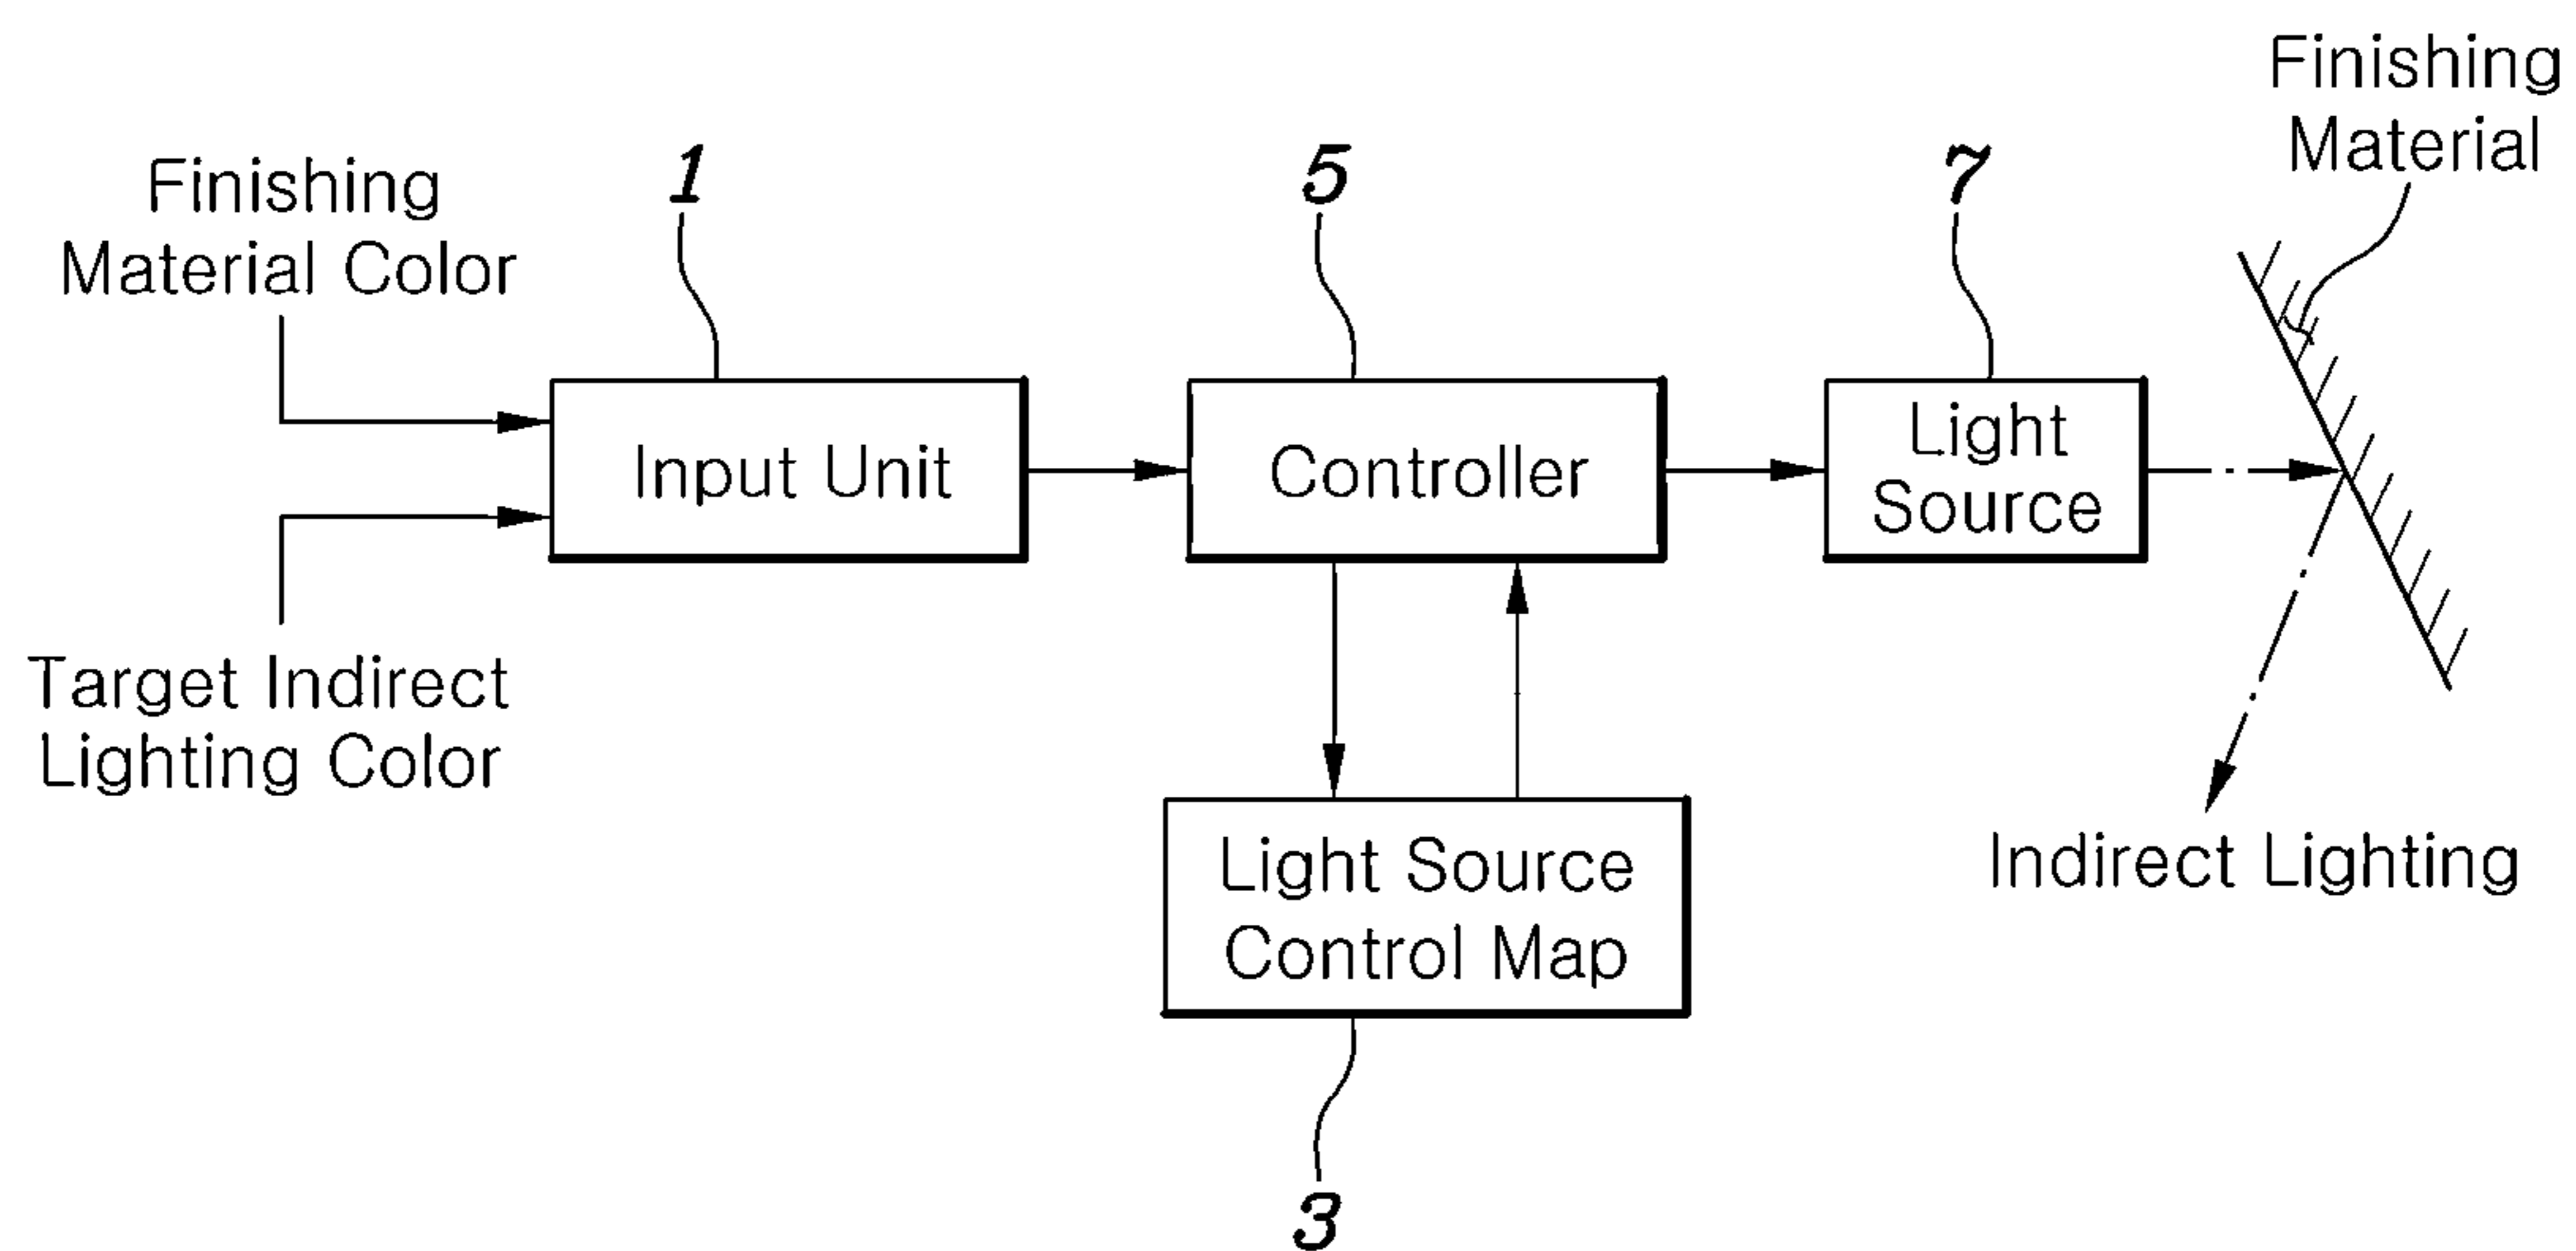 Finishing
Material
1
5
7
Finishing
Material Color
Input Unit
Controller
Light
Source
Target Indirect
Lighting Color
Light Source
Control Map
Indirect Lighting
3